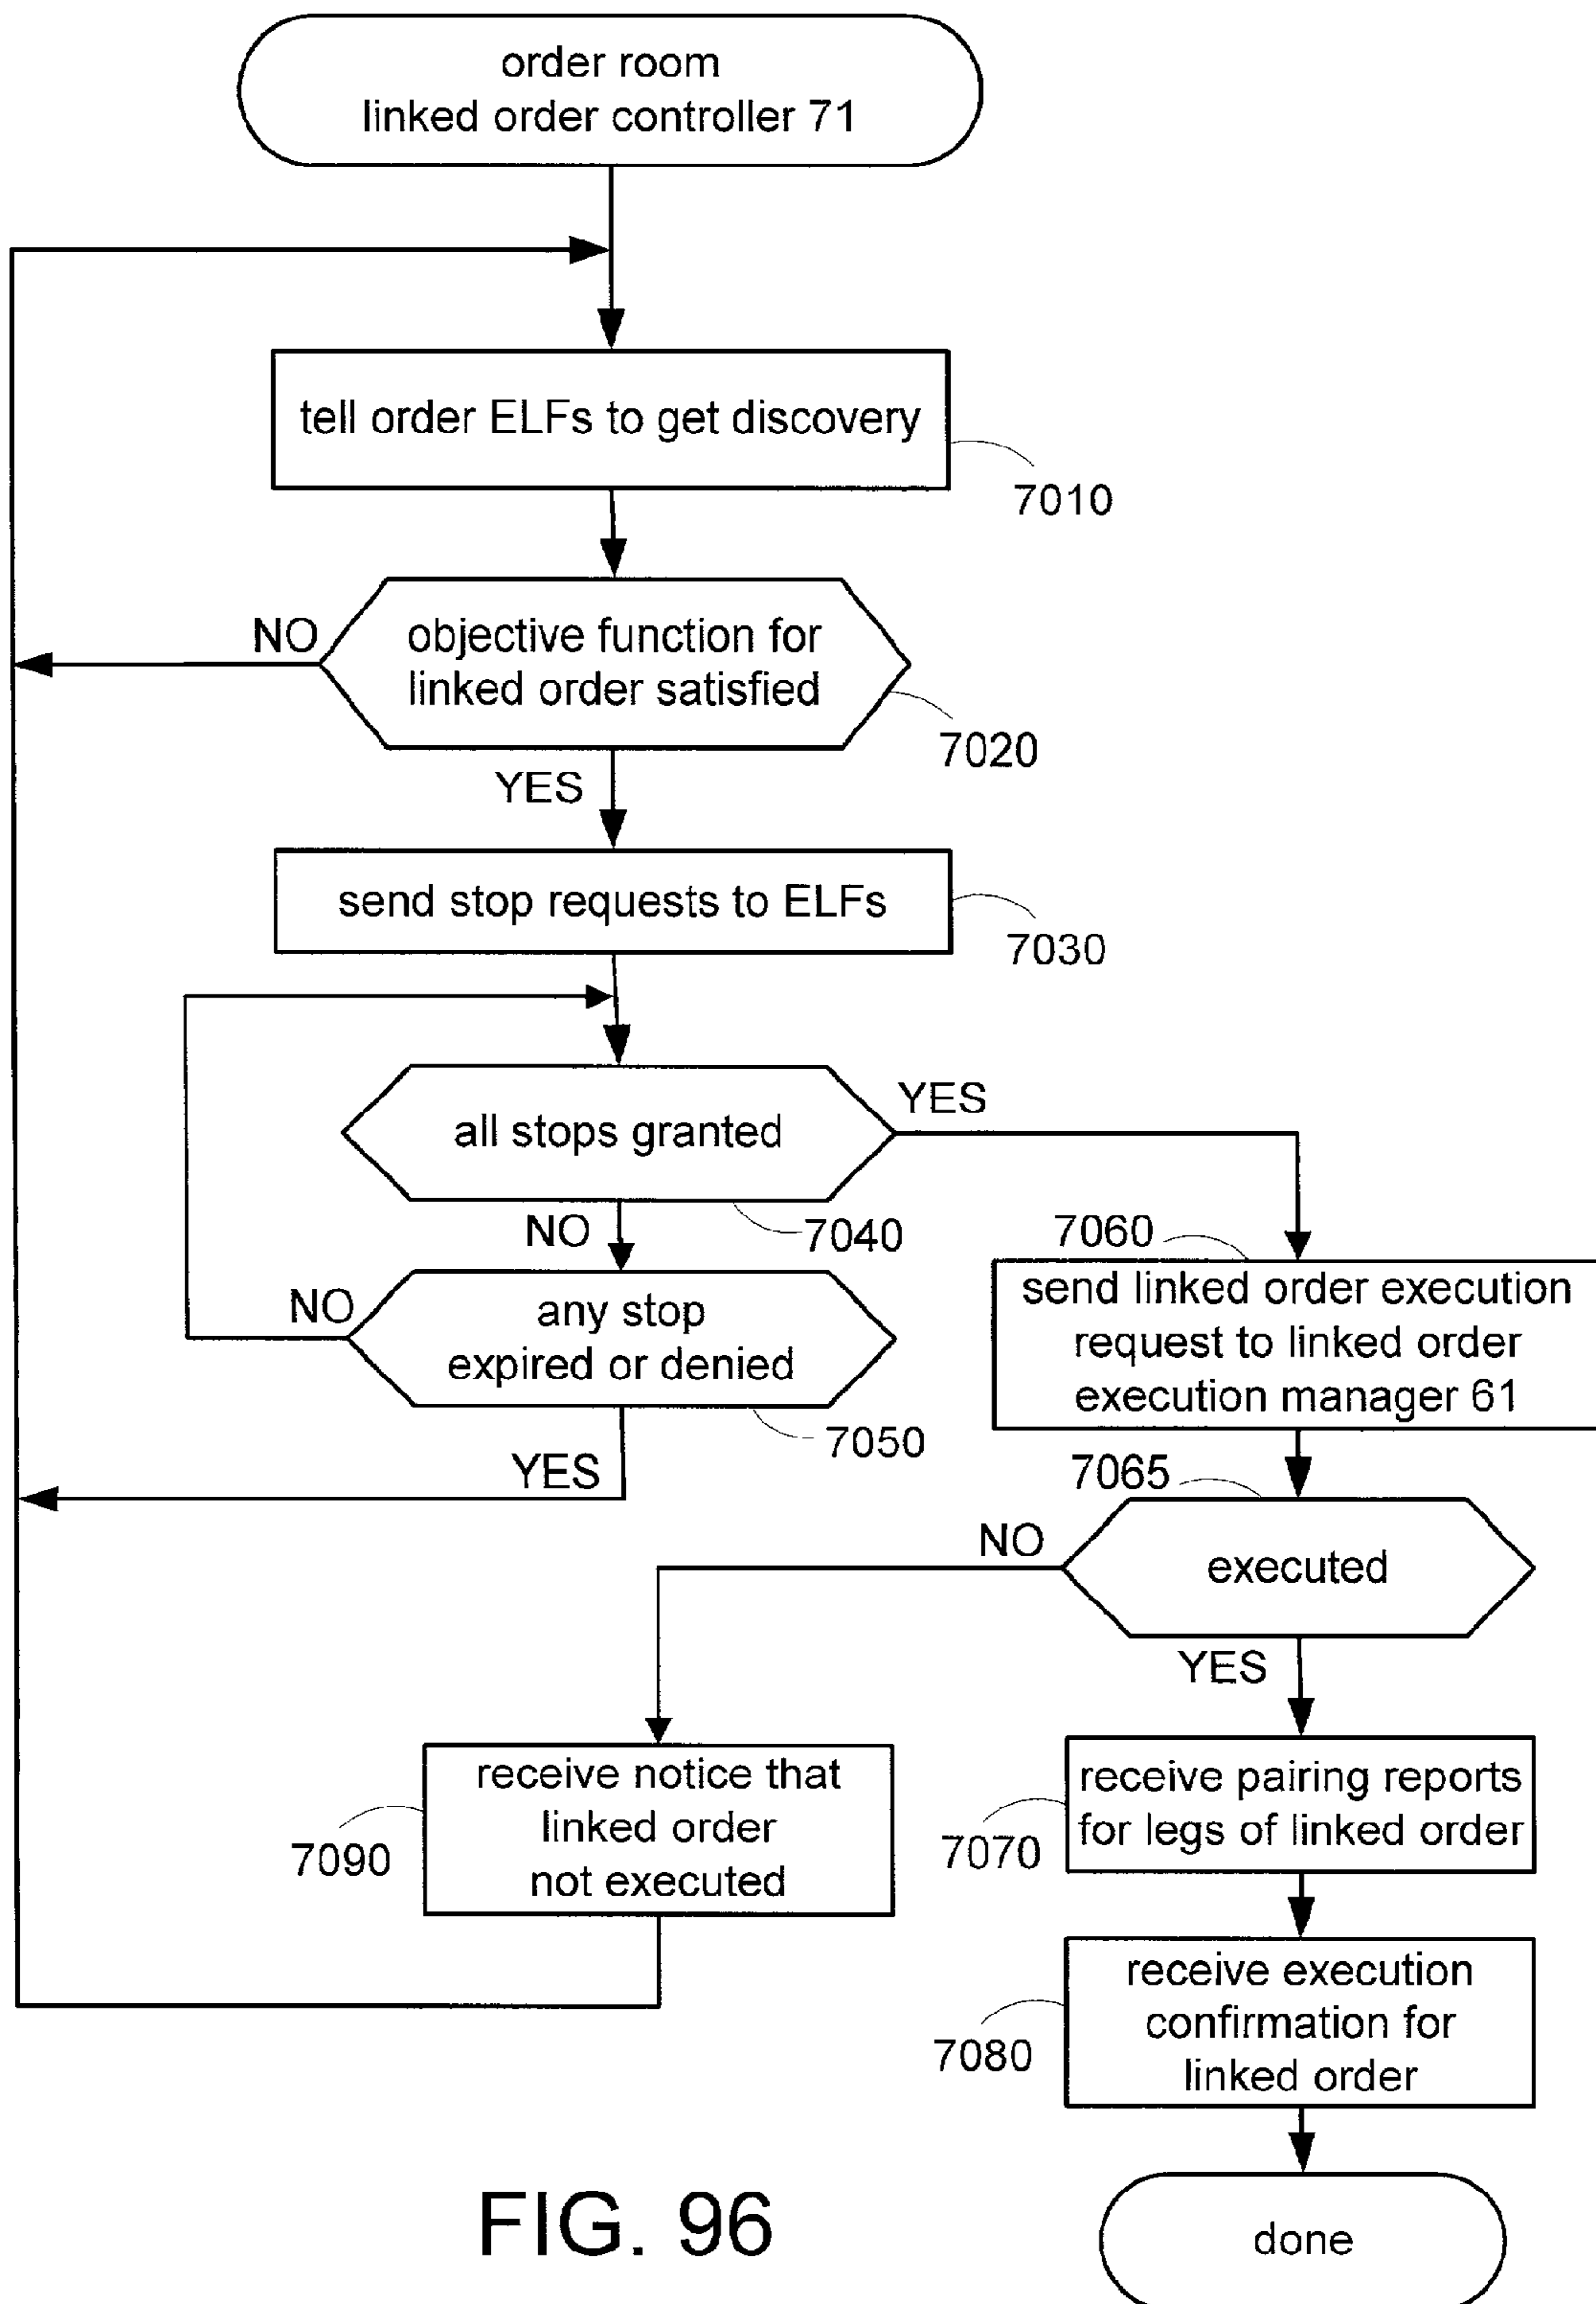 order room
linked order controller 71
tell order ELFs to get discovery
7010
NO
objective function for
linked order satisfied
7020
YES
send stop requests to ELFs
7030
all stops granted
YES
NO
7040
7060
send linked order execution
request to linked order
execution manager 61
NO
any stop
expired or denied
7050
YES
7065
NO
executed
YES
receive notice that
linked order
not executed
7090
receive pairing reports
for legs of linked order
7070
receive execution
confirmation for
linked order
7080
done
FIG. 96